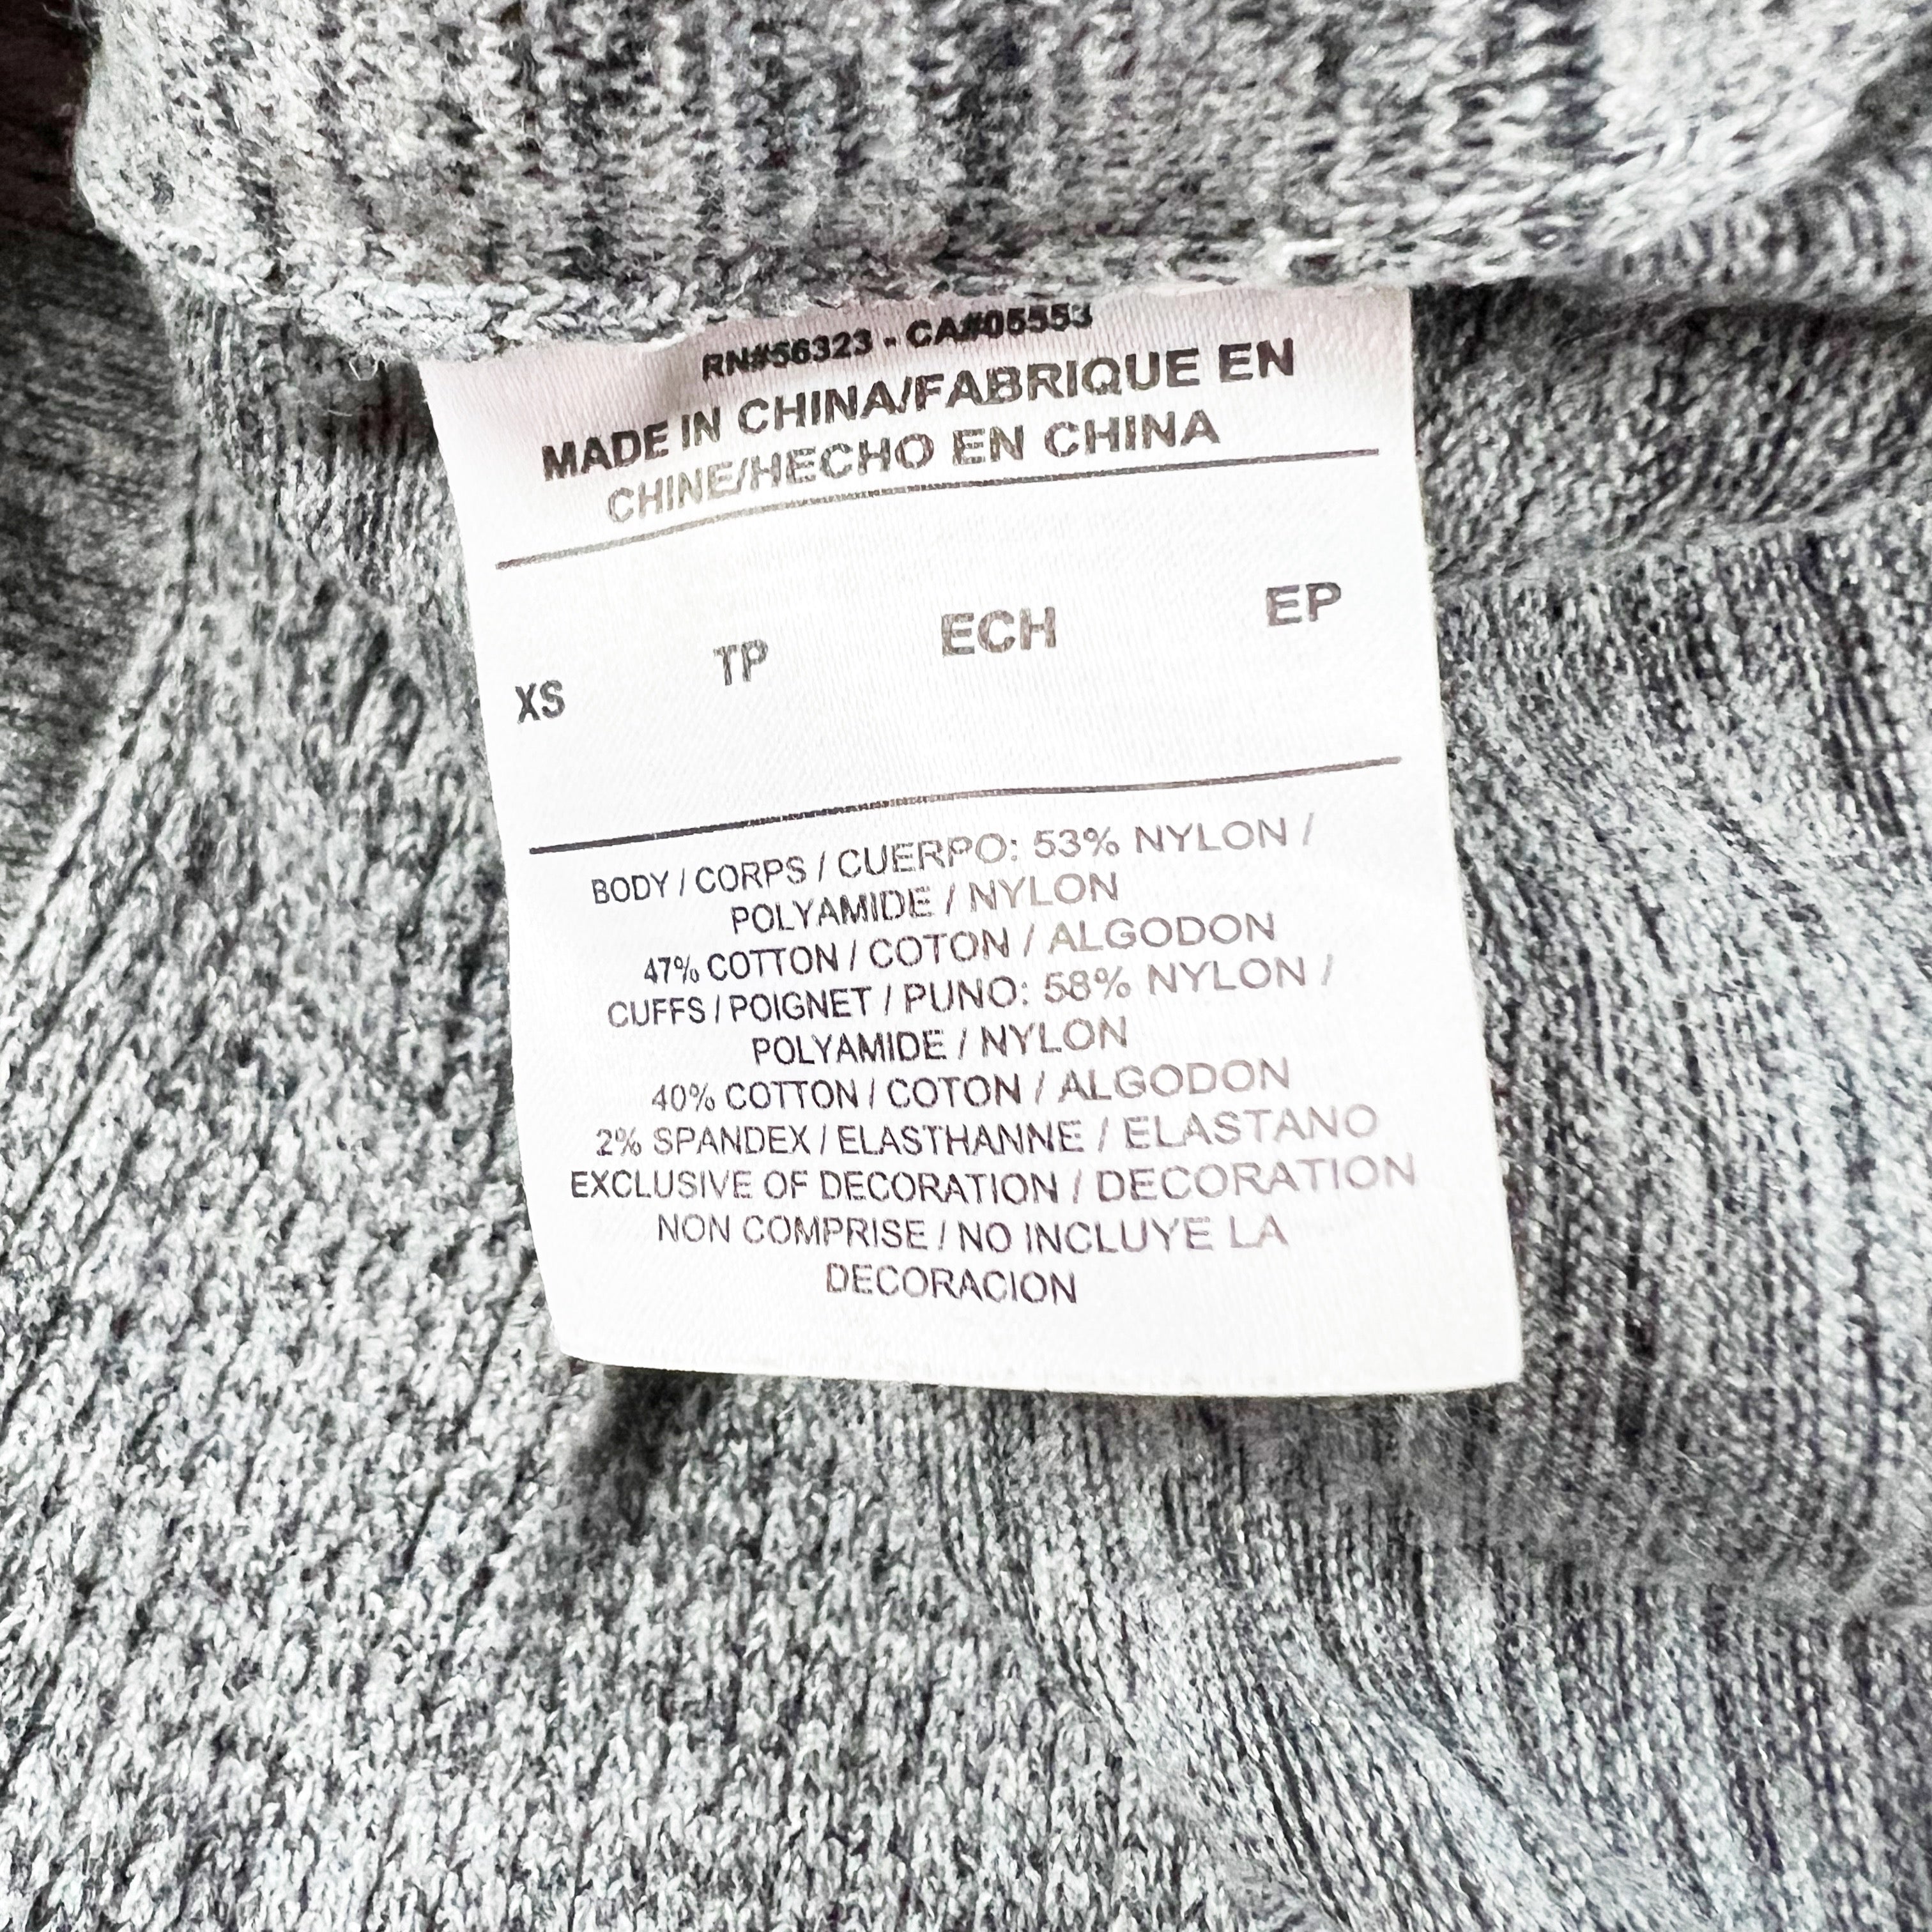 RN#56323 - CA#05553
MADE IN CHINA/FABRIQUE EN
CHINE/HECHO EN CHINA
XS TP ECH EP
BODY / CORPS / CUERPO: 53% NYLON /
POLYAMIDE / NYLON
47% COTTON / COTON / ALGODON
CUFFS / POIGNET / PUNO: 58% NYLON /
POLYAMIDE / NYLON
40% COTTON / COTON / ALGODON
2% SPANDEX / ELASTHANNE / ELASTANO
EXCLUSIVE OF DECORATION / DECORATION
NON COMPRISE / NO INCLUYE LA
DECORACION